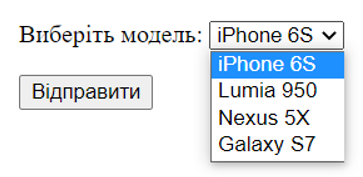 Виберіть модель: iPhone 6S
iPhone 6S
Відправити Lumia 950
Nexus 5X
Galaxy S7